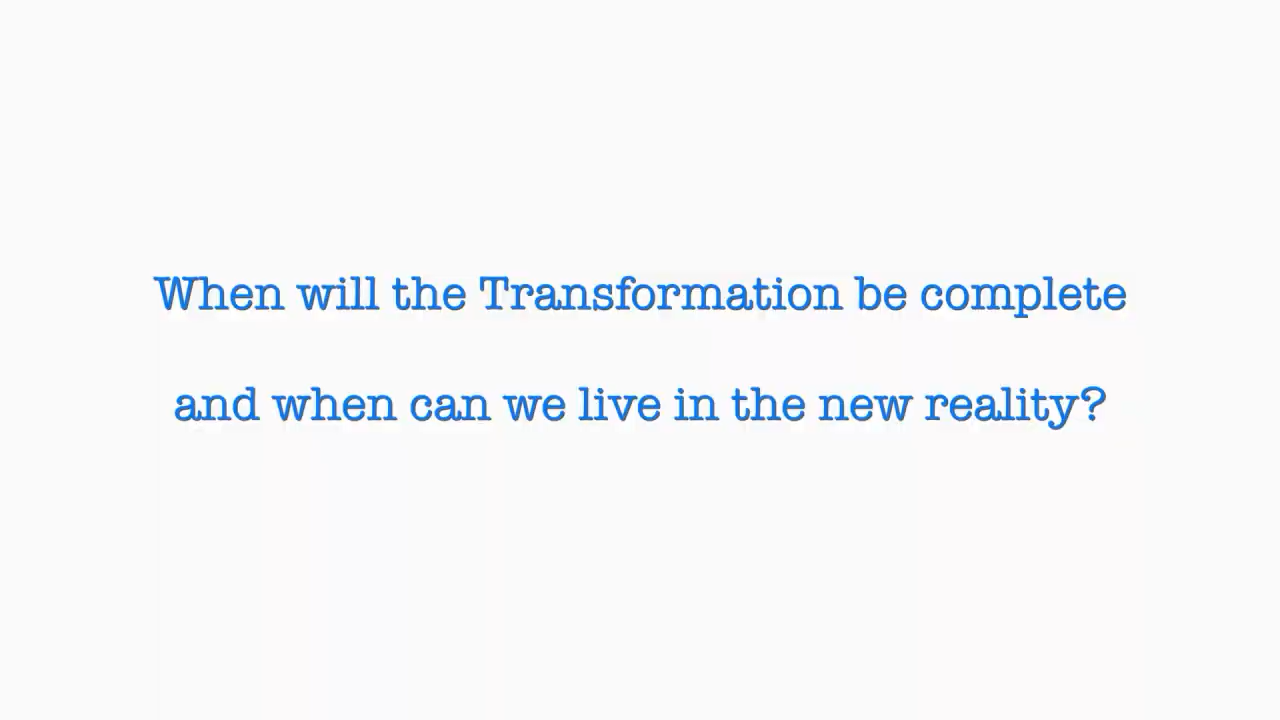 When will the Transformation be complete
and when can we live in the new reality?